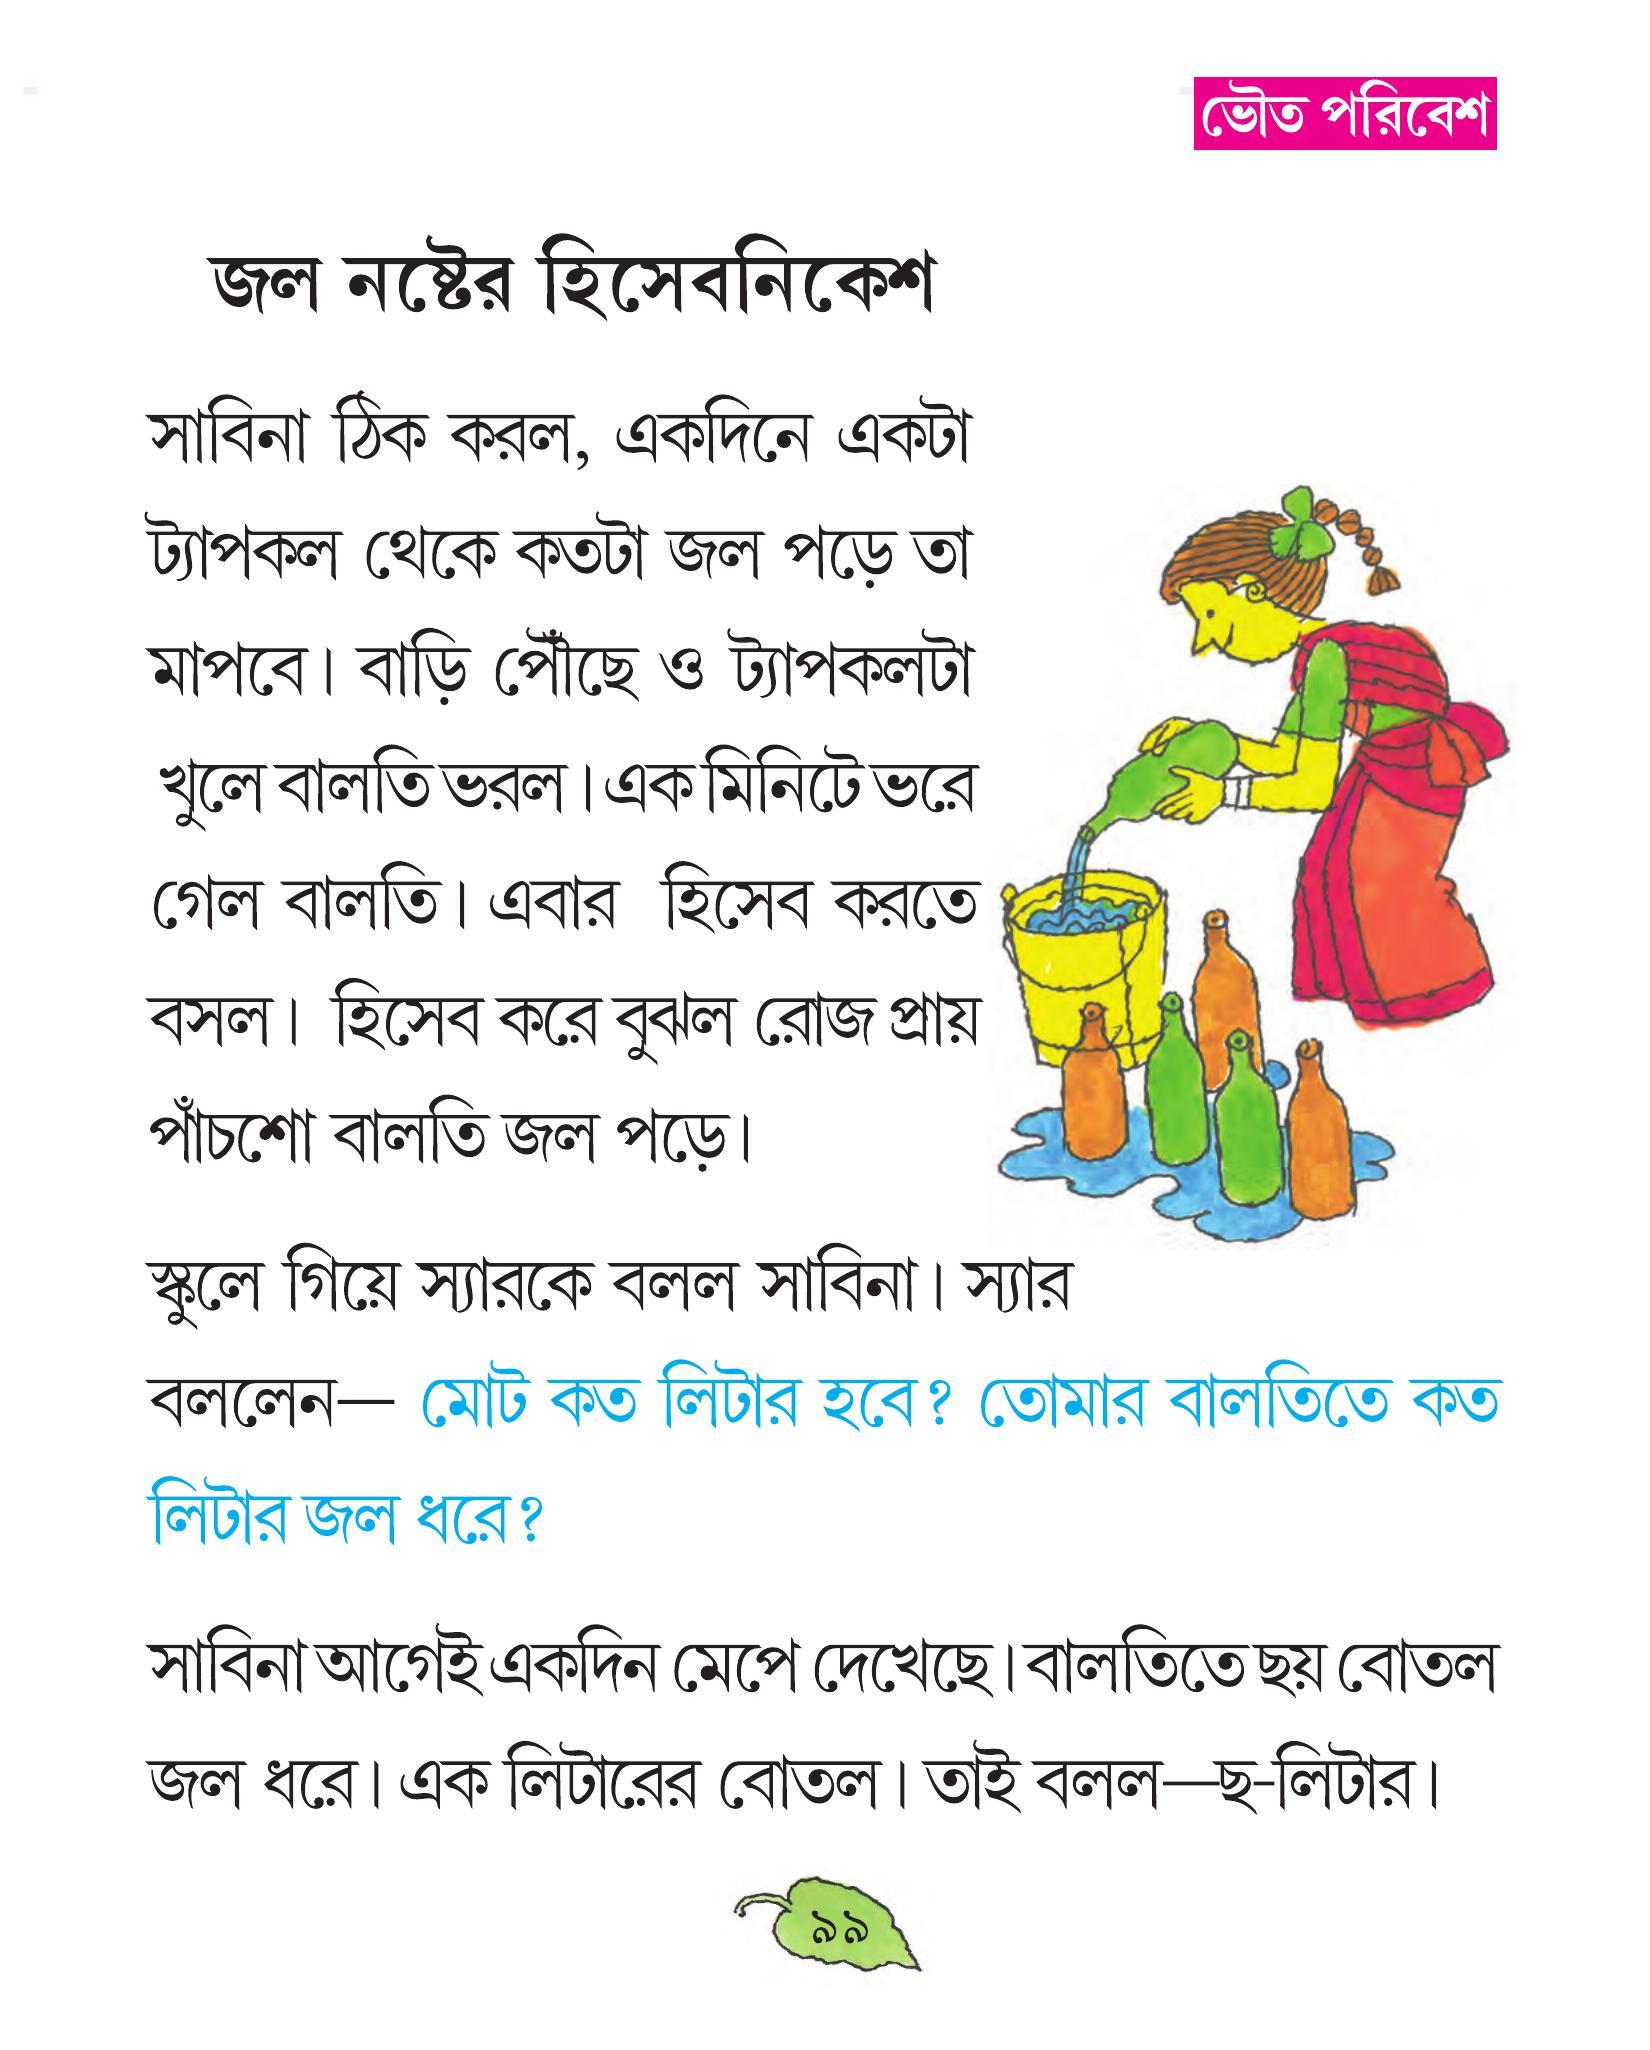 ভৌত পরিবেশ
জল নষ্টের হিসেবনিকেশ
সাবিনা ঠিক করল, একদিনে একটা
ট্যাপকল থেকে কতটা জল পড়ে তা
মাপবে। বাড়ি পৌঁছে ও ট্যাপকলটা
খুলে বালতি ভরল। এক মিনিটে ভরে
গেল বালতি। এবার হিসেব করতে
বসল। হিসেব করে বুঝল রোজ প্রায়
পাঁচশো বালতি জল পড়ে।
স্কুলে গিয়ে স্যারকে বলল সাবিনা। স্যার
বললেন— মোট কত লিটার হবে? তোমার বালতিতে কত
লিটার জল ধরে?
সাবিনা আগেই একদিন মেপে দেখেছে। বালতিতে ছয় বোতল
জল ধরে। এক লিটারের বোতল। তাই বলল—ছ-লিটার।
৯৯